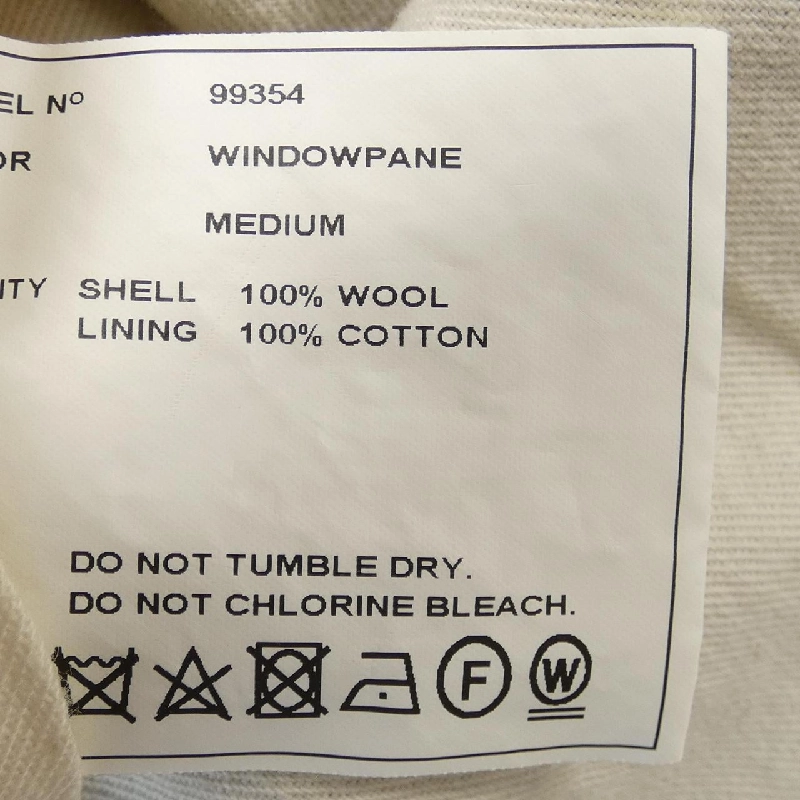 EL Nº 99354
OR WINDOWPANE
MEDIUM
ITY SHELL 100% WOOL
LINING 100% COTTON
DO NOT TUMBLE DRY.
DO NOT CHLORINE BLEACH.
F W